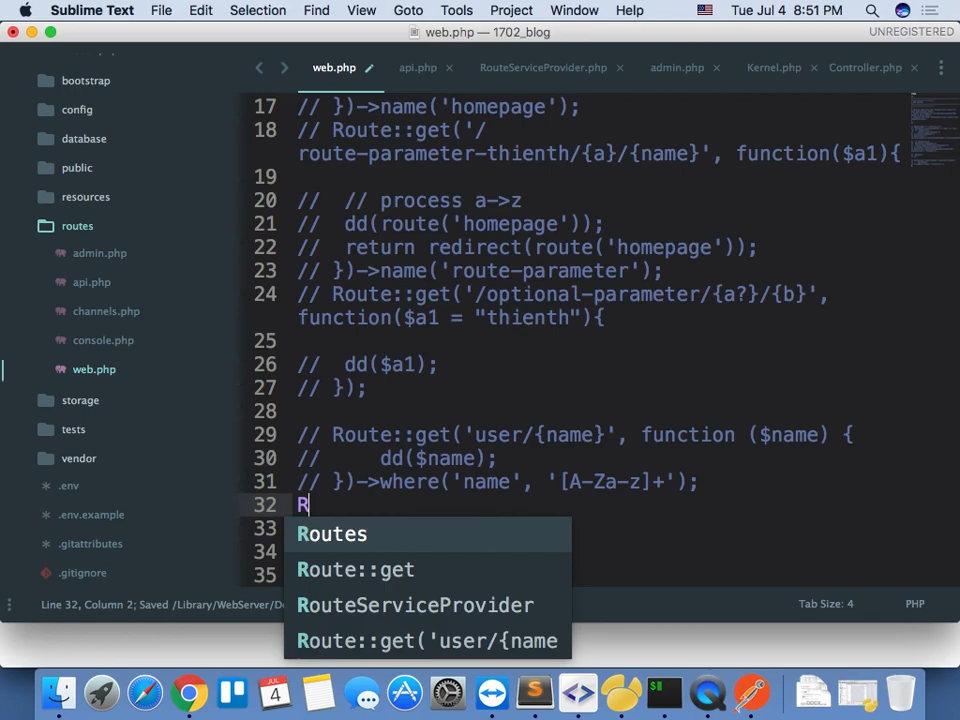 Sublime Text File Edit Selection Find View Goto Tools Project Window Help Tue Jul 4 8:51 PM
web.php — 1702_blog UNREGISTERED
web.php api.php × RouteServiceProvider.php × admin.php × Kernel.php × Controller.php ×
bootstrap
config
database
public
resources
routes
admin.php
api.php
channels.php
console.php
web.php
storage
tests
vendor
.env
.env.example
.gitattributes
.gitignore
17 // })->name('homepage');
18 // Route::get('/
route-parameter-thienth/{a}/{name}', function($a1){
19
20 //  // process a->z
21 //  dd(route('homepage'));
22 //  return redirect(route('homepage'));
23 // })->name('route-parameter');
24 // Route::get('/optional-parameter/{a?}/{b}',
function($a1 = "thienth"){
25
26 //  dd($a1);
27 // });
28
29 // Route::get('user/{name}', function ($name) {
30 //     dd($name);
31 // })->where('name', '[A-Za-z]+');
32 R
33
34
35
Routes
Route::get
RouteServiceProvider
Route::get('user/{name
Line 32, Column 2; Saved /Library/WebServer/D Tab Size: 4 PHP
JUL
4
$